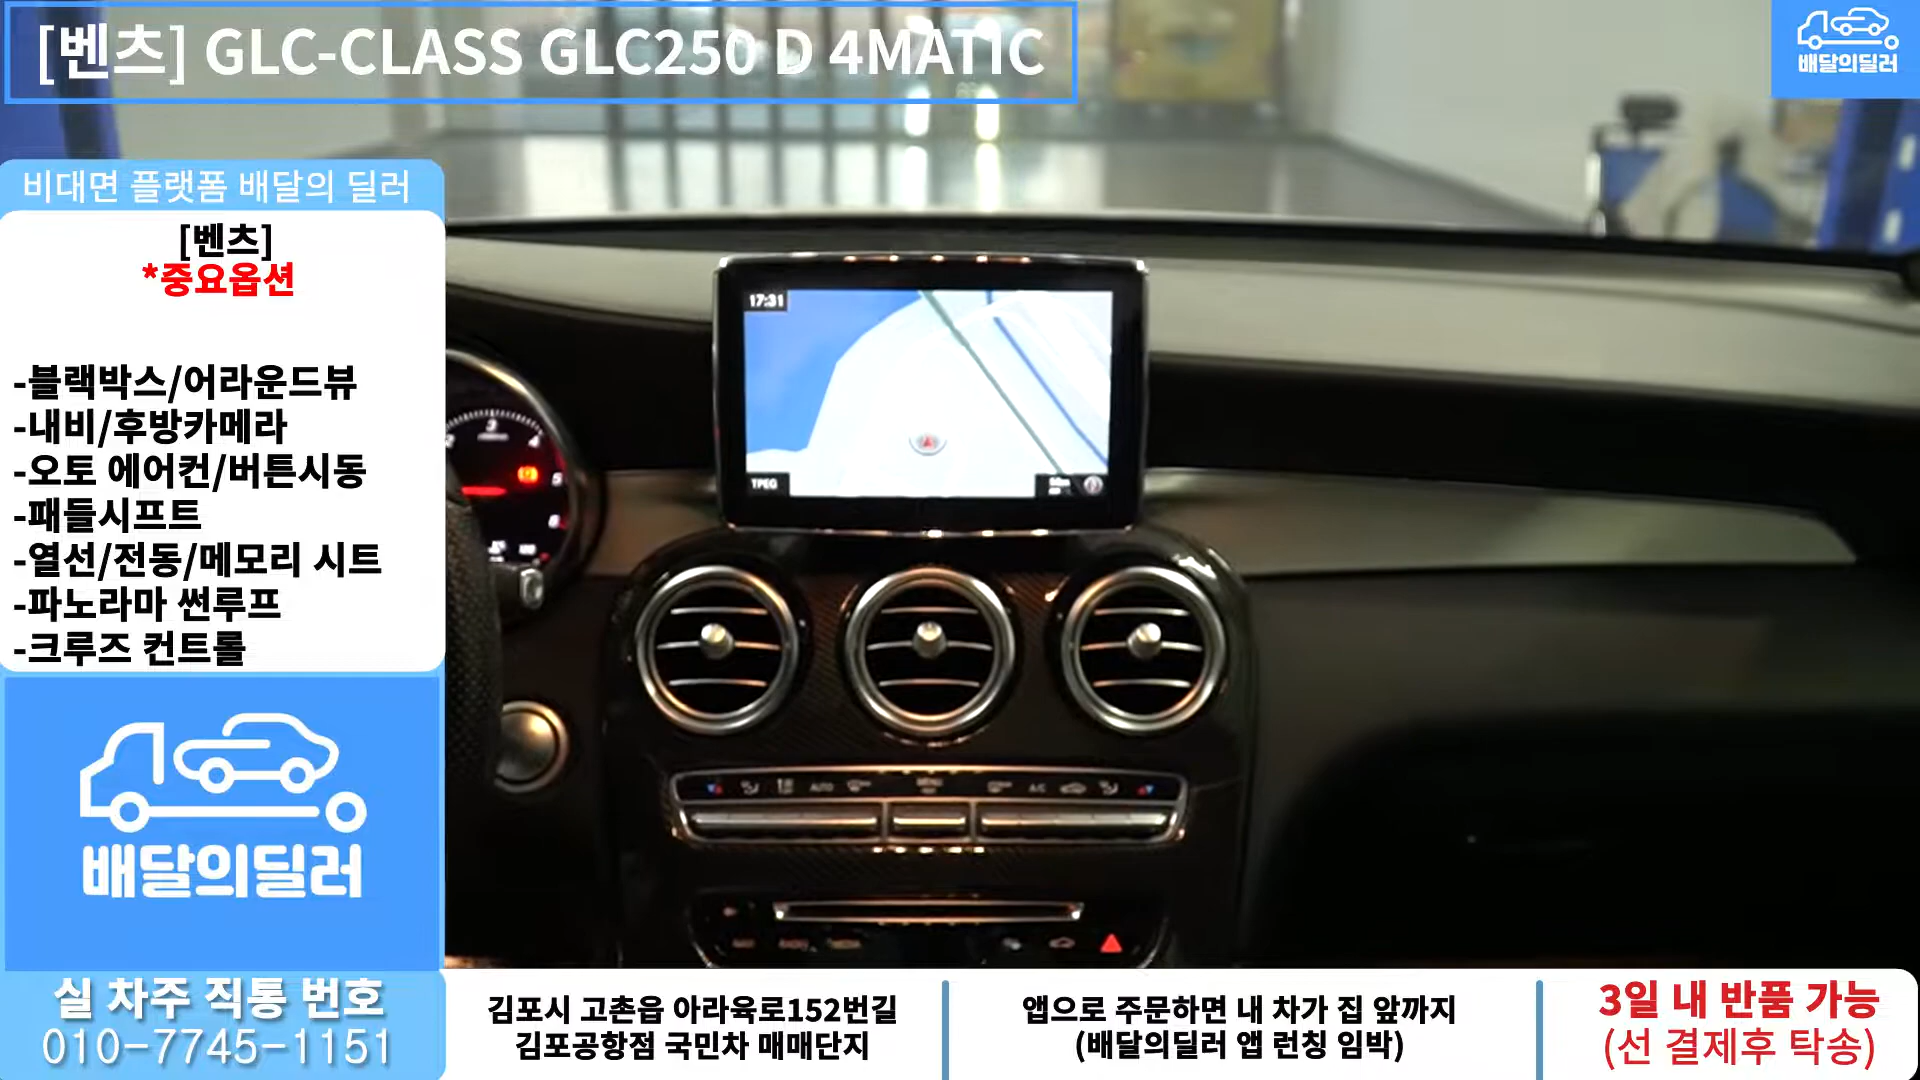 [벤츠] GLC-CLASS GLC250 D 4MATIC
배달의딜러
비대면 플랫폼 배달의 딜러
[벤츠]
*중요옵션
-블랙박스/어라운드뷰
-내비/후방카메라
-오토 에어컨/버튼시동
-패들시프트
-열선/전동/메모리 시트
-파노라마 썬루프
-크루즈 컨트롤
17:31
TPEG
2
3
4
5
6
AUTO
MENU
A/C
배달의딜러
실 차주 직통 번호
010-7745-1151
김포시 고촌읍 아라육로152번길
김포공항점 국민차 매매단지
앱으로 주문하면 내 차가 집 앞까지
(배달의딜러 앱 런칭 임박)
3일 내 반품 가능
(선 결제후 탁송)